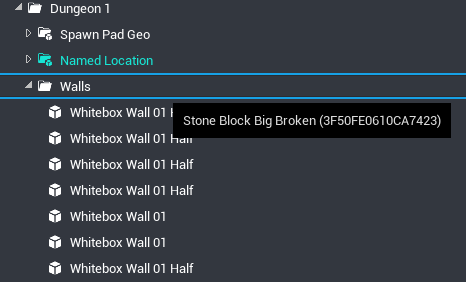 Dungeon 1
Spawn Pad Geo
Named Location
Walls
Whitebox Wall 01 H
Stone Block Big Broken (3F50FE0610CA7423)
Whitebox Wall 01 Half
Whitebox Wall 01 Half
Whitebox Wall 01 Half
Whitebox Wall 01
Whitebox Wall 01
Whitebox Wall 01 Half